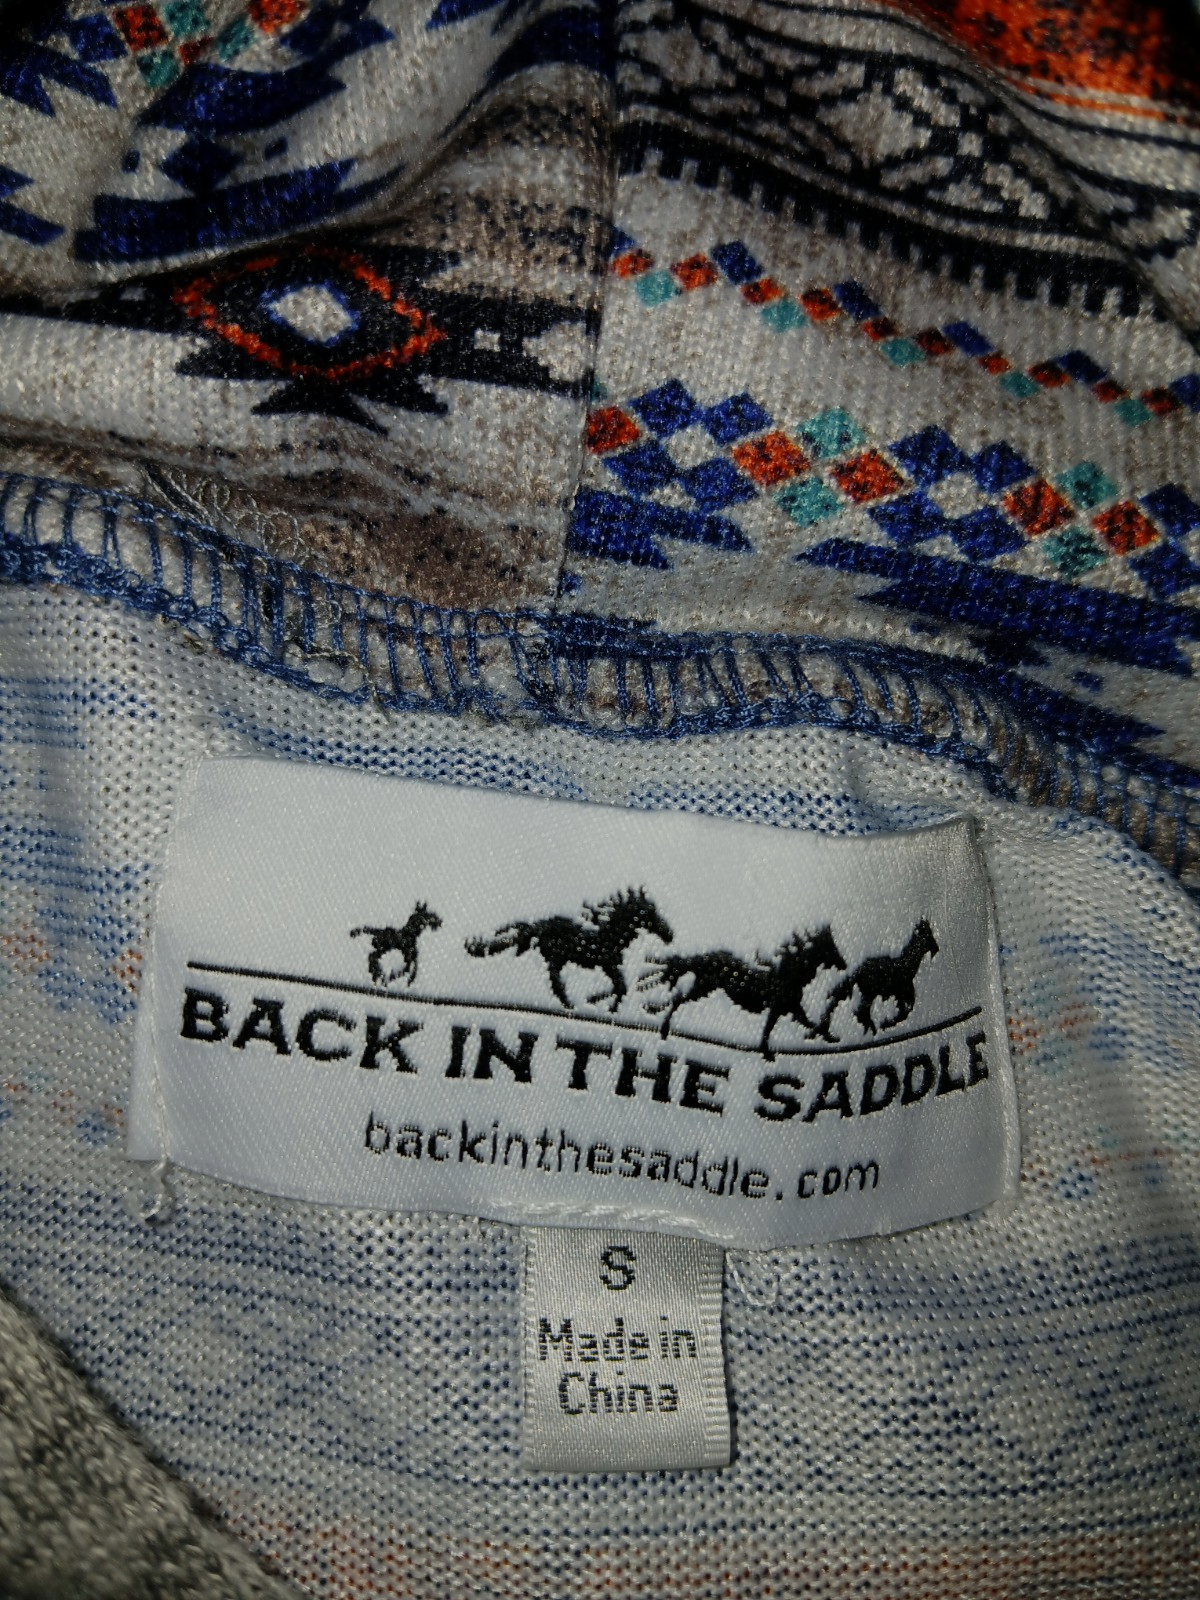 BACK IN THE SADDLE
backinthesaddle.com
S
Made in
China